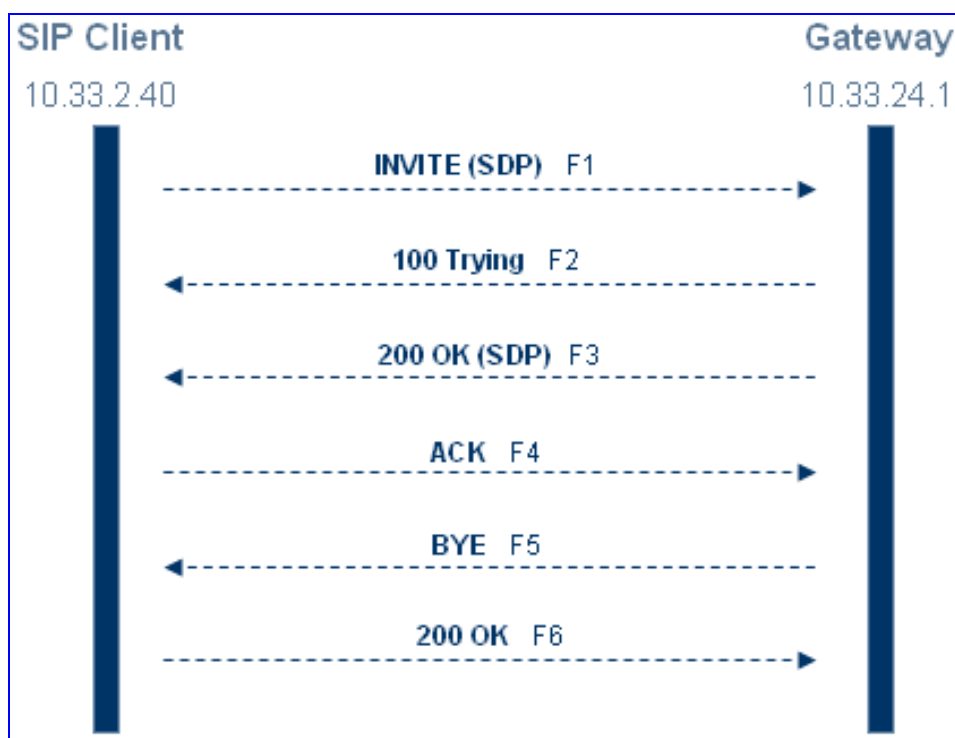 SIP Client Gateway
10.33.2.40 10.33.24.1
INVITE (SDP) F1
100 Trying F2
200 OK (SDP) F3
ACK F4
BYE F5
200 OK F6